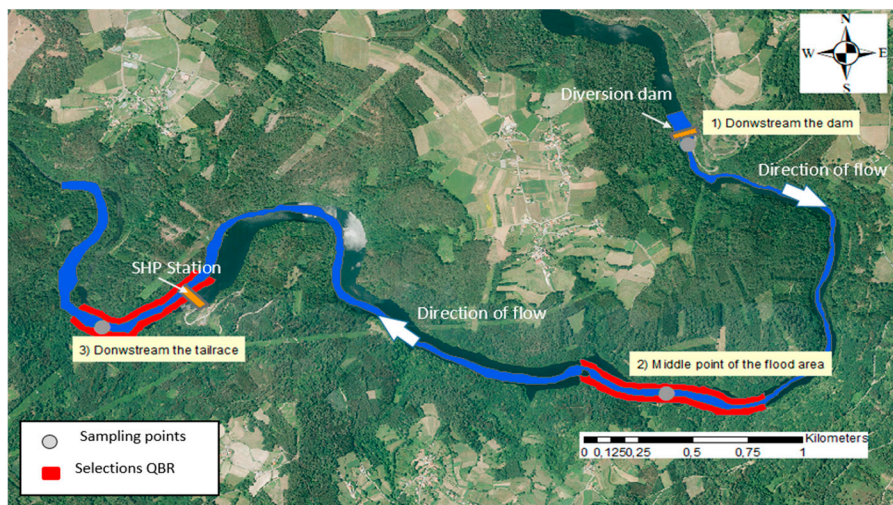 N
W E
S
Diversion dam
1) Donwstream the dam
Direction of flow
SHP Station
Direction of flow
3) Donwstream the tailrace
2) Middle point of the flood area
Sampling points
Selections QBR
Kilometers
0 0,1250,25 0,5 0,75 1